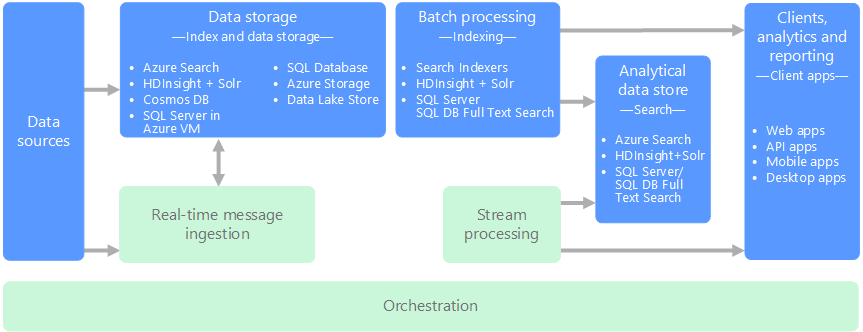 Data
sources
Data storage
—Index and data storage—
• Azure Search
• HDInsight + Solr
• Cosmos DB
• SQL Server in
Azure VM
• SQL Database
• Azure Storage
• Data Lake Store
Batch processing
—Indexing—
• Search Indexers
• HDInsight + Solr
• SQL Server
SQL DB Full Text Search
Analytical
data store
—Search—
• Azure Search
• HDInsight+Solr
• SQL Server/
SQL DB Full
Text Search
Clients,
analytics and
reporting
—Client apps—
• Web apps
• API apps
• Mobile apps
• Desktop apps
Real-time message
ingestion
Stream
processing
Orchestration